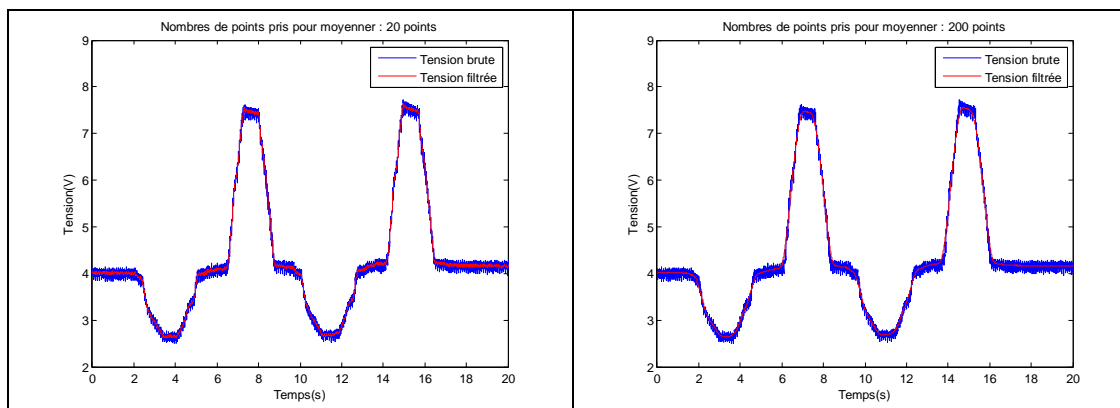 Nombres de points pris pour moyenner : 20 points
9
8
7
6
5
4
3
2
Tension(V)
Tension brute
Tension filtrée
0 2 4 6 8 10 12 14 16 18 20
Temps(s)
Nombres de points pris pour moyenner : 200 points
9
8
7
6
5
4
3
2
Tension(V)
Tension brute
Tension filtrée
0 2 4 6 8 10 12 14 16 18 20
Temps(s)